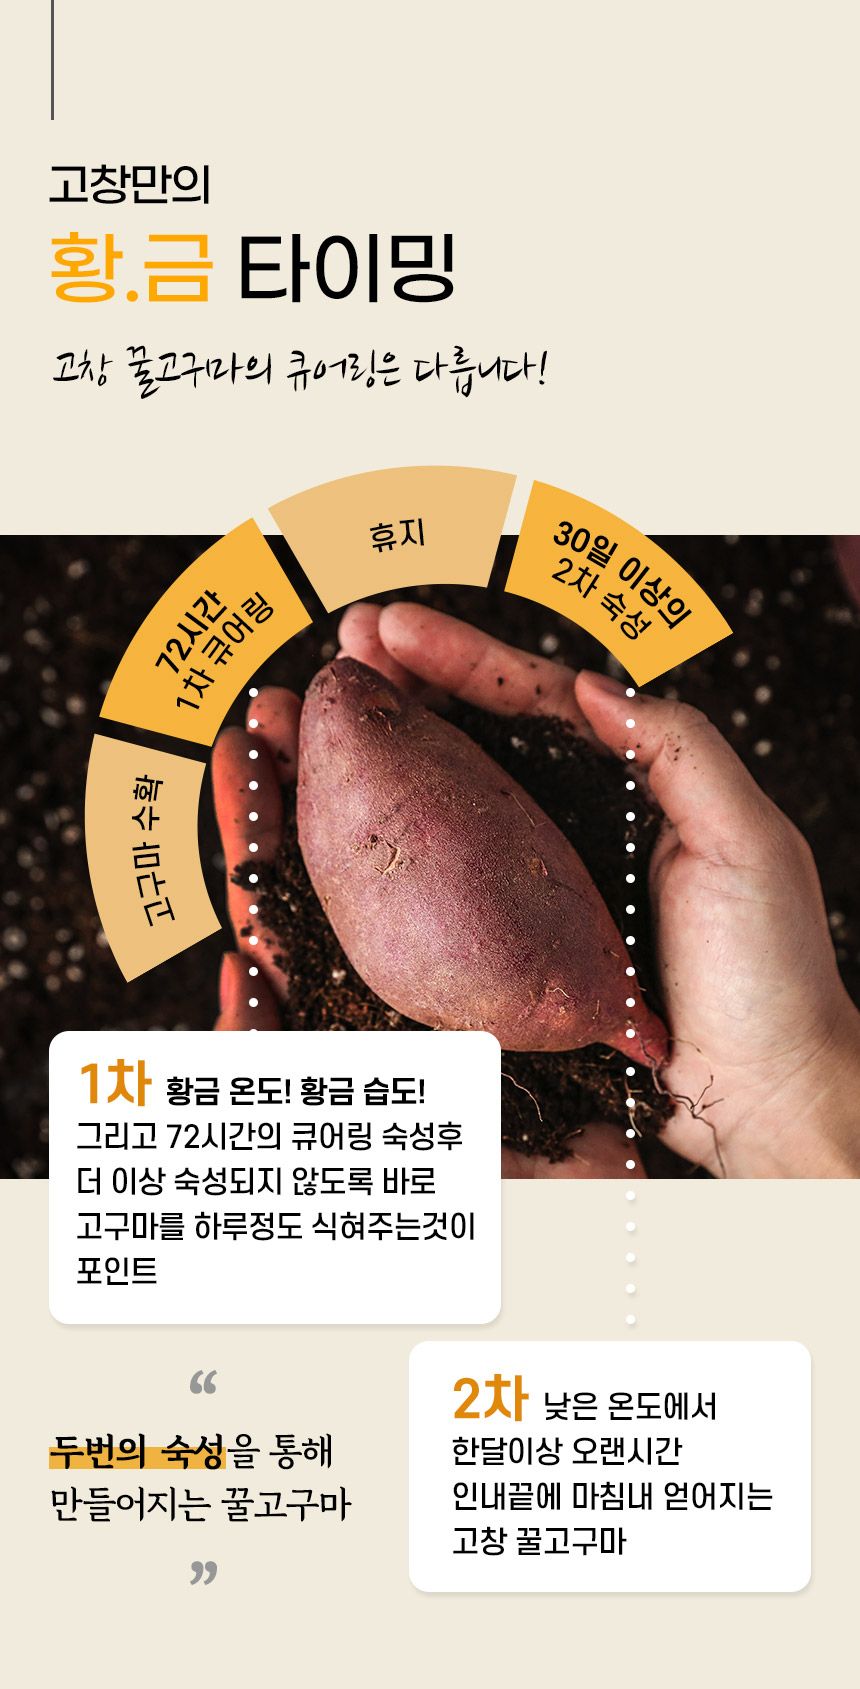 고창만의
황.금 타이밍
고창 꿀고구마의 큐어링은 다릅니다!
고구마 수확
72시간
1차 큐어링
휴지
30일 이상의
2차 숙성
1차 황금 온도! 황금 습도!
그리고 72시간의 큐어링 숙성후
더 이상 숙성되지 않도록 바로
고구마를 하루정도 식혀주는것이
포인트
“
두번의 숙성을 통해
만들어지는 꿀고구마
”
2차 낮은 온도에서
한달이상 오랜시간
인내끝에 마침내 얻어지는
고창 꿀고구마